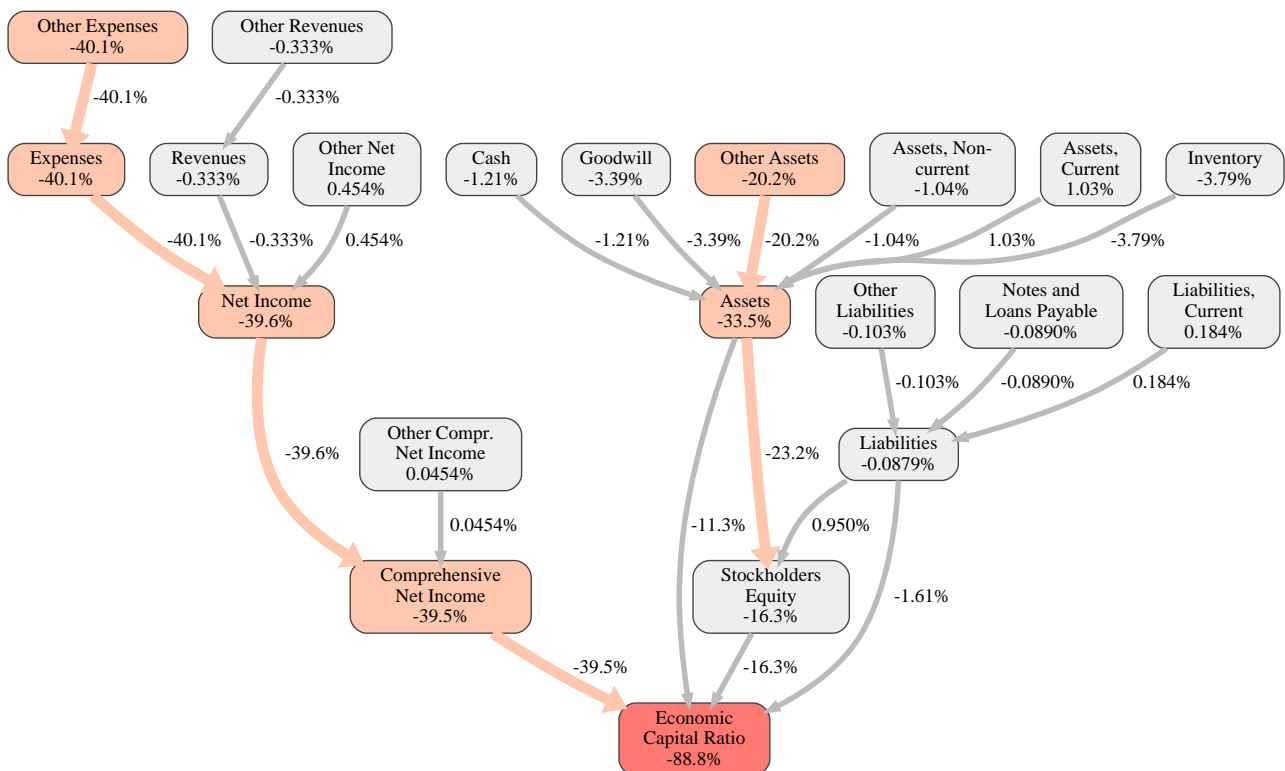 Other Expenses
-40.1%
Other Revenues
-0.333%
-40.1%
-0.333%
Expenses
-40.1%
Revenues
-0.333%
Other Net
Income
0.454%
Cash
-1.21%
Goodwill
-3.39%
Other Assets
-20.2%
Assets, Non-
current
-1.04%
Assets,
Current
1.03%
Inventory
-3.79%
-40.1%
-0.333%
0.454%
-1.21%
-3.39%
-20.2%
-1.04%
1.03%
-3.79%
Net Income
-39.6%
Assets
-33.5%
Other
Liabilities
-0.103%
Notes and
Loans Payable
-0.0890%
Liabilities,
Current
0.184%
-0.103%
-0.0890%
0.184%
-39.6%
Other Compr.
Net Income
0.0454%
-23.2%
Liabilities
-0.0879%
0.0454%
-11.3%
0.950%
Comprehensive
Net Income
-39.5%
Stockholders
Equity
-16.3%
-1.61%
-39.5%
-16.3%
Economic
Capital Ratio
-88.8%